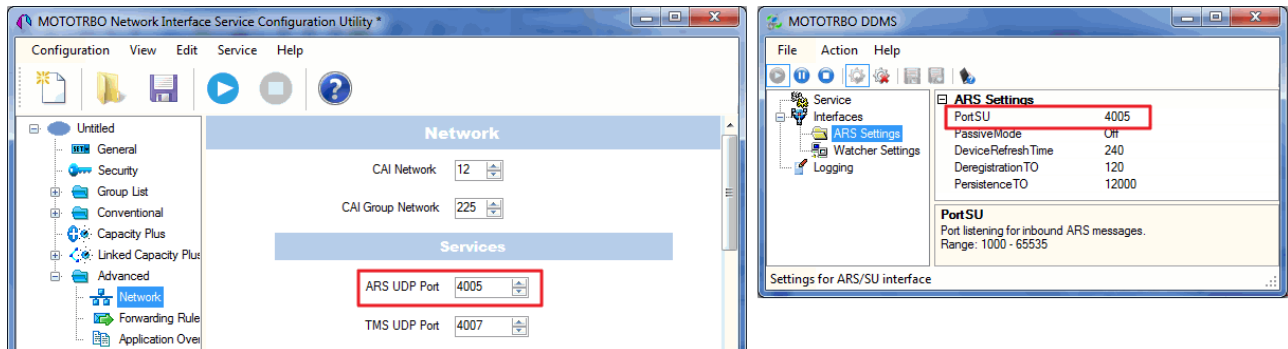 MOTOTRBO Network Interface Service Configuration Utility *
Configuration View Edit Service Help
Untitled
General
Security
Group List
Conventional
Capacity Plus
Linked Capacity Plus
Advanced
Network
Forwarding Rule
Application Over
Network
CAI Network 12
CAI Group Network 225
Services
ARS UDP Port 4005
TMS UDP Port 4007
MOTOTRBO DDMS
File Action Help
Service
Interfaces
ARS Settings
Watcher Settings
Logging
ARS Settings
PortSU 4005
PassiveMode Off
DeviceRefreshTime 240
DeregistrationTO 120
PersistenceTO 12000
PortSU
Port listening for inbound ARS messages.
Range: 1000 - 65535
Settings for ARS/SU interface